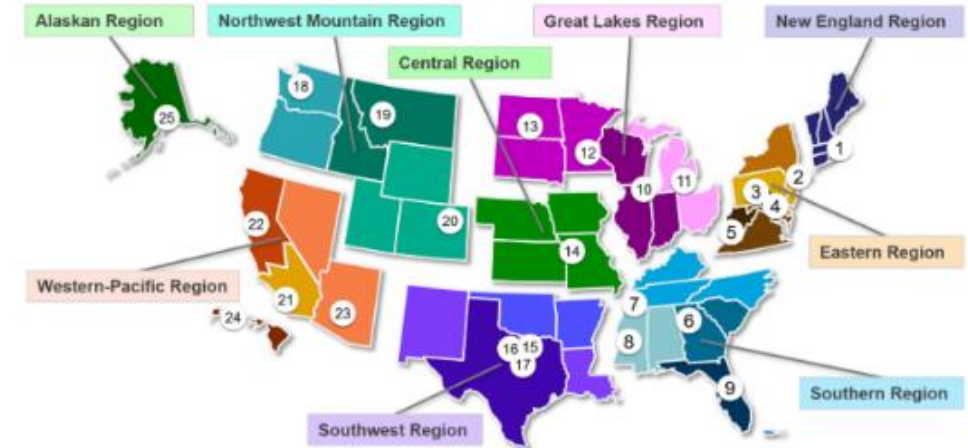 Alaskan Region
Northwest Mountain Region
Great Lakes Region
New England Region
Central Region
18
19
25
13
12
1
10
11
2
3
4
5
20
22
14
Eastern Region
Western-Pacific Region
21
23
24
7
6
8
16
15
17
9
Southern Region
Southwest Region